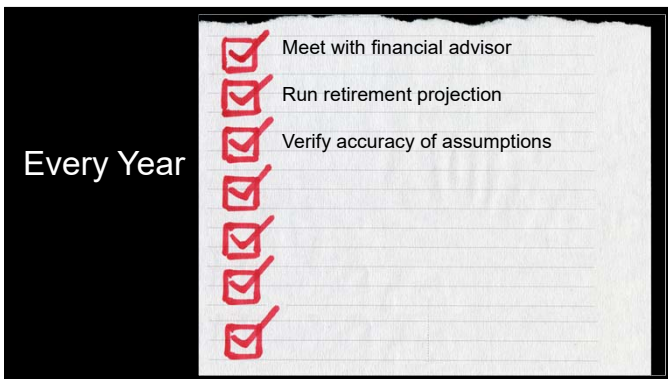 Every Year
Meet with financial advisor
Run retirement projection
Verify accuracy of assumptions